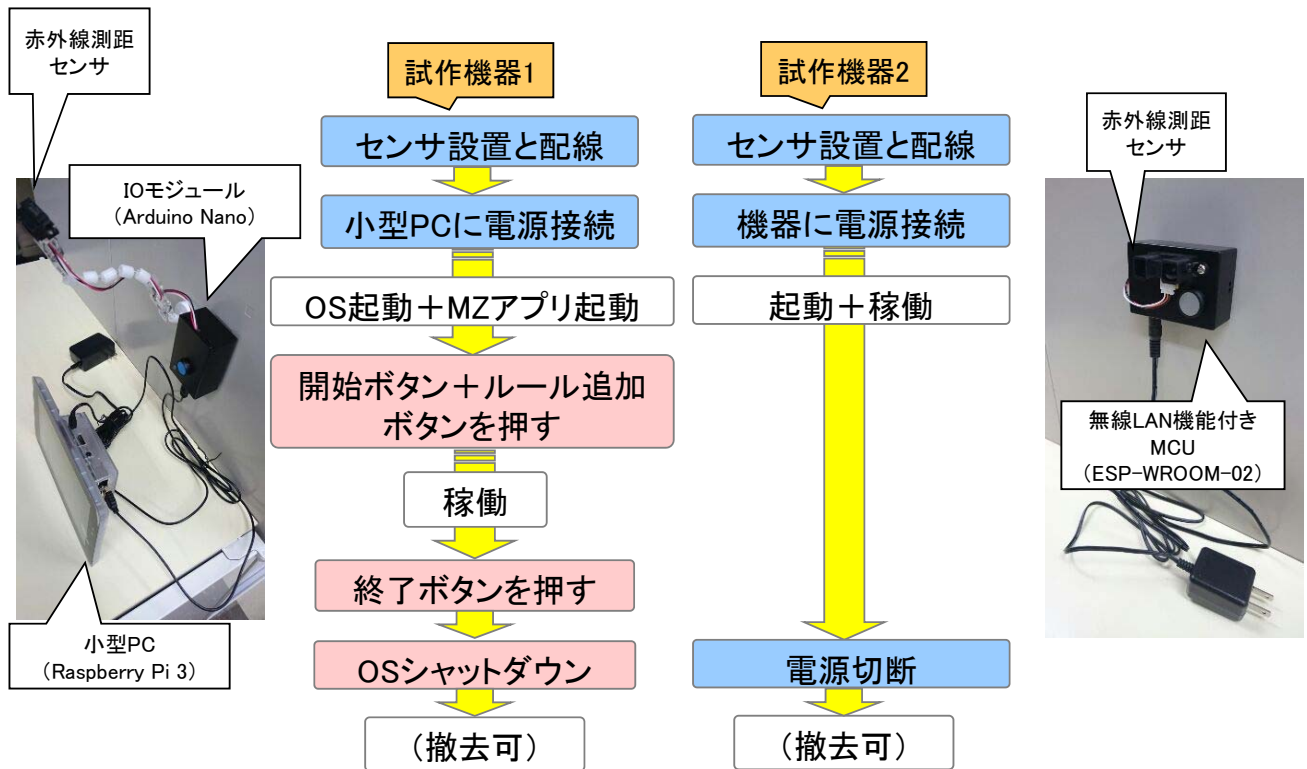 赤外線測距
センサ
IOモジュール
(Arduino Nano)
小型PC
(Raspberry Pi 3)
試作機器1
センサ設置と配線
小型PCに電源接続
OS起動+MZアプリ起動
開始ボタン+ルール追加
ボタンを押す
稼働
終了ボタンを押す
OSシャットダウン
(撤去可)
試作機器2
センサ設置と配線
機器に電源接続
起動+稼働
電源切断
(撤去可)
赤外線測距
センサ
無線LAN機能付き
MCU
(ESP-WROOM-02)